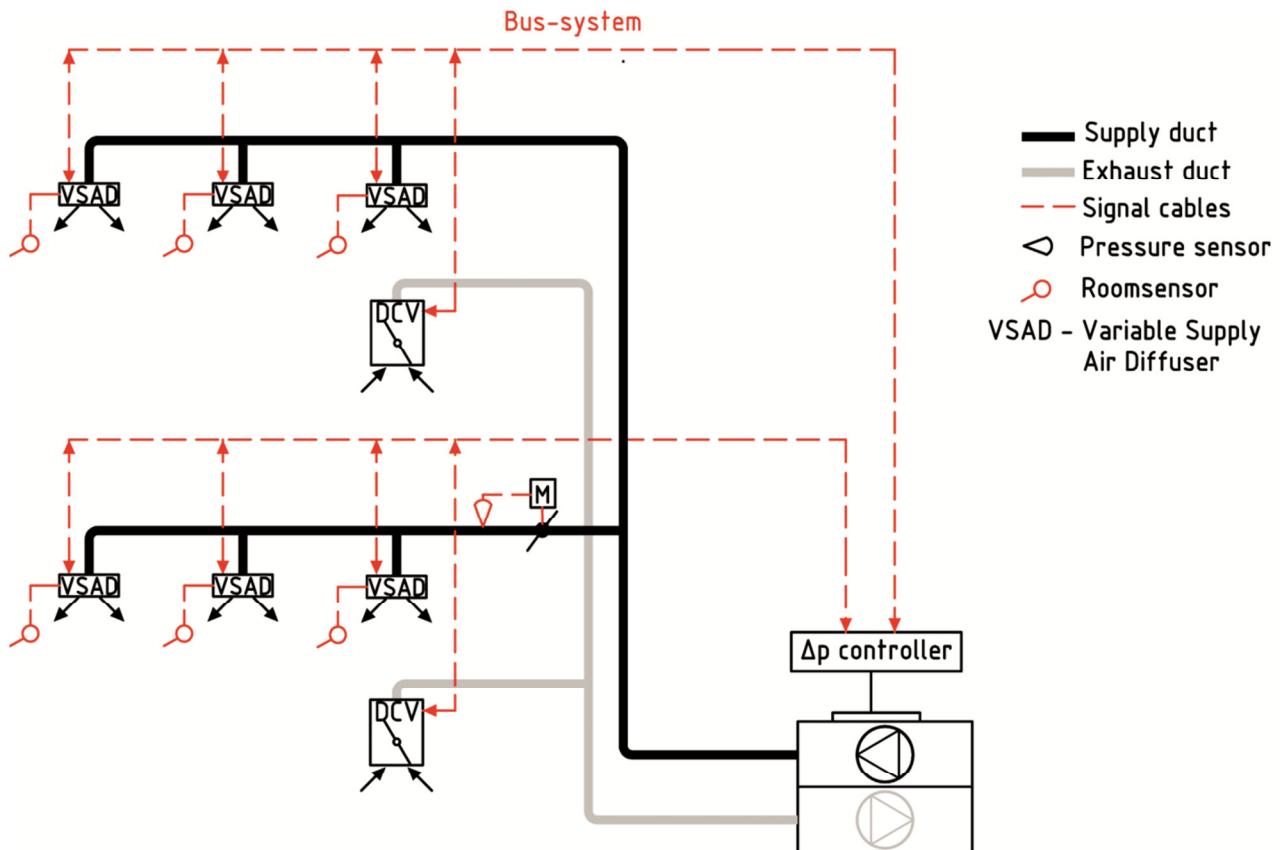 Bus-system
Supply duct
Exhaust duct
Signal cables
Pressure sensor
Roomsensor
VSAD - Variable Supply
Air Diffuser
VSAD
VSAD
VSAD
DCV
M
VSAD
VSAD
VSAD
Δp controller
DCV